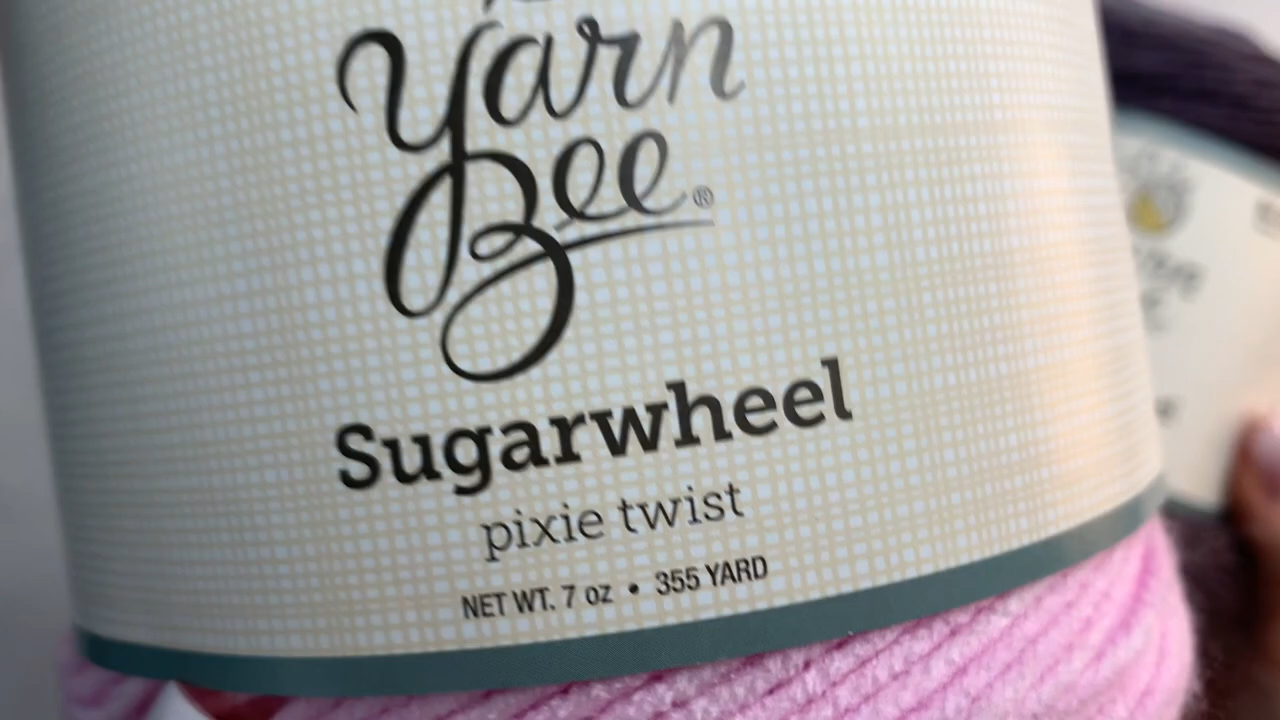 Yarn
Bee®
Sugarwheel
pixie twist
NET WT. 7 oz • 355 YARD